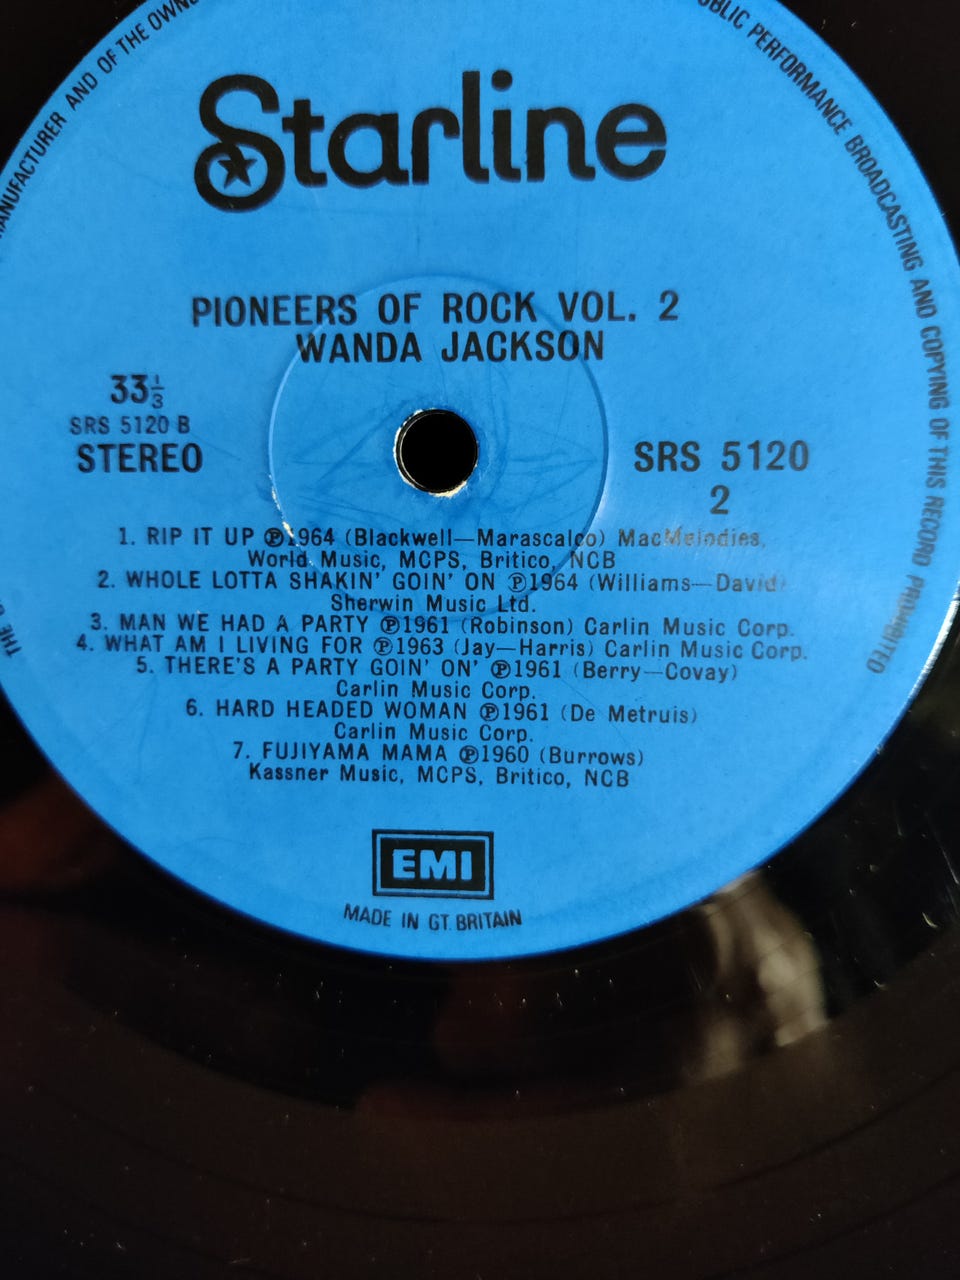 MANUFACTURER AND OF THE OWNE
UBLIC PERFORMANCE BROADCASTING AND COPYING OF THIS RECORD PROHIBITED
Starline
PIONEERS OF ROCK VOL. 2
WANDA JACKSON
33⅓
SRS 5120 B
STEREO
SRS 5120
2
1. RIP IT UP ℗1964 (Blackwell—Marascalco) MacMelodies,
World Music, MCPS, Britico, NCB
2. WHOLE LOTTA SHAKIN' GOIN' ON ℗1964 (Williams—David)
Sherwin Music Ltd.
3. MAN WE HAD A PARTY ℗1961 (Robinson) Carlin Music Corp.
4. WHAT AM I LIVING FOR ℗1963 (Jay—Harris) Carlin Music Corp.
5. THERE'S A PARTY GOIN' ON' ℗1961 (Berry—Covay)
Carlin Music Corp.
6. HARD HEADED WOMAN ℗1961 (De Metruis)
Carlin Music Corp.
7. FUJIYAMA MAMA ℗1960 (Burrows)
Kassner Music, MCPS, Britico, NCB
EMI
MADE IN GT. BRITAIN
THE